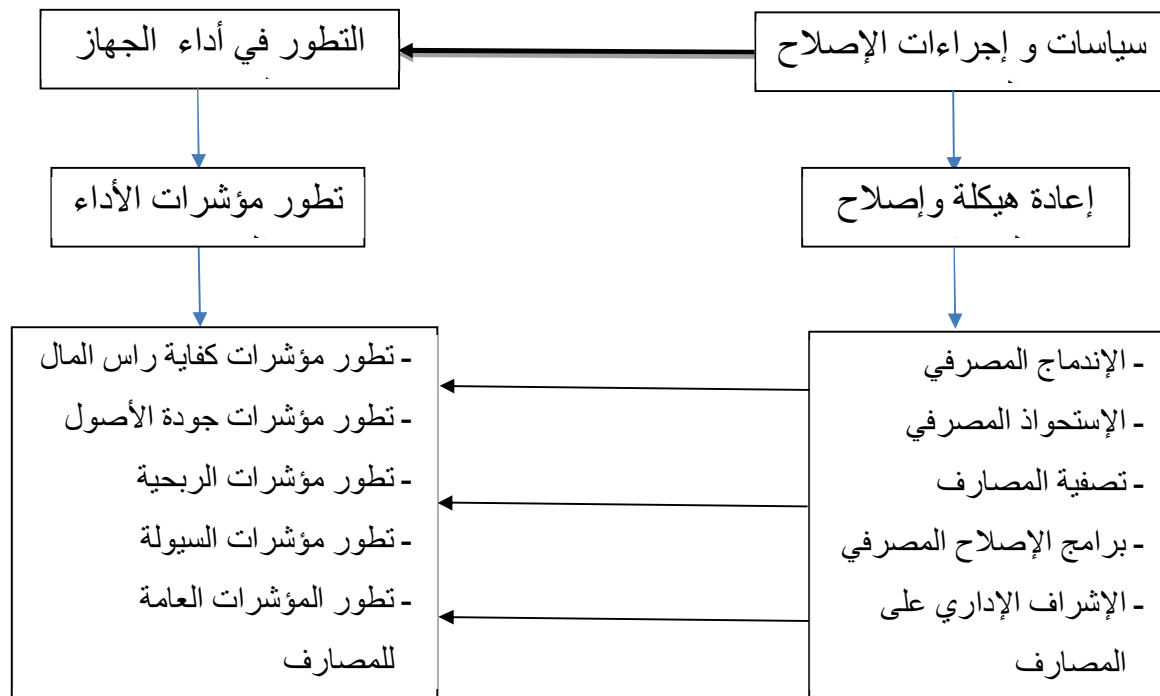 سياسات و إجراءات الإصلاح
التطور في أداء الجهاز
إعادة هيكلة وإصلاح
تطور مؤشرات الأداء
- الإندماج المصرفي
- الإستحواذ المصرفي
- تصفية المصارف
- برامج الإصلاح المصرفي
- الإشراف الإداري على
المصارف
- تطور مؤشرات كفاية راس المال
- تطور مؤشرات جودة الأصول
- تطور مؤشرات الربحية
- تطور مؤشرات السيولة
- تطور المؤشرات العامة
للمصارف